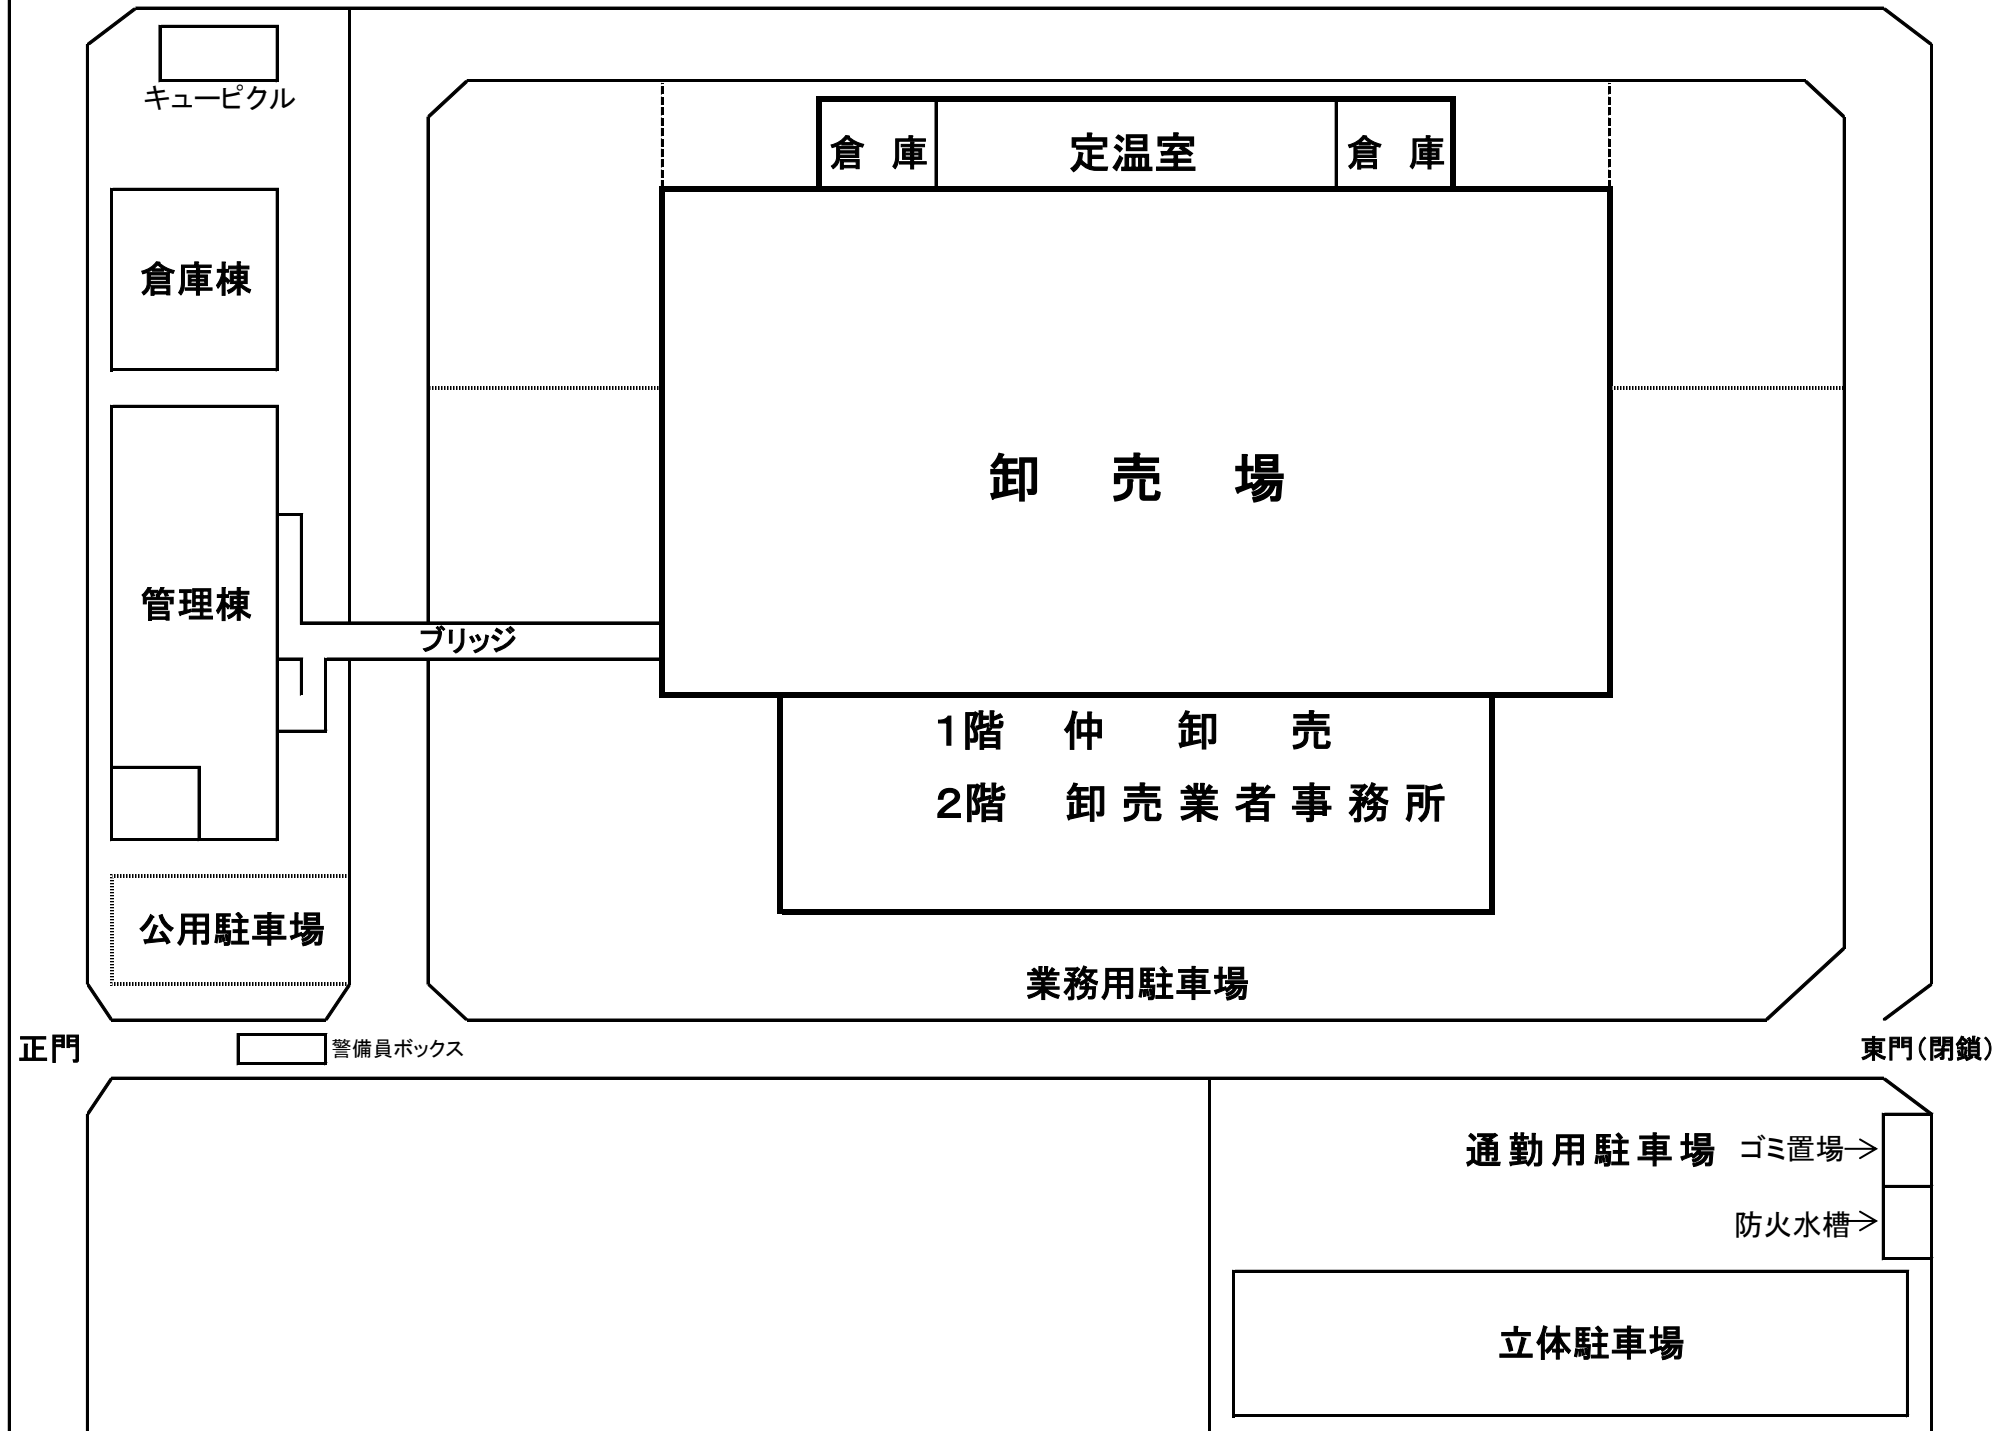 キューピクル
倉 庫
定温室
倉 庫
倉庫棟
卸 売 場
管理棟
ブリッジ
1階 仲 卸 売
2階 卸売業者事務所
公用駐車場
業務用駐車場
正門
警備員ボックス
東門(閉鎖)
通勤用駐車場
ゴミ置場→
防火水槽→
立体駐車場